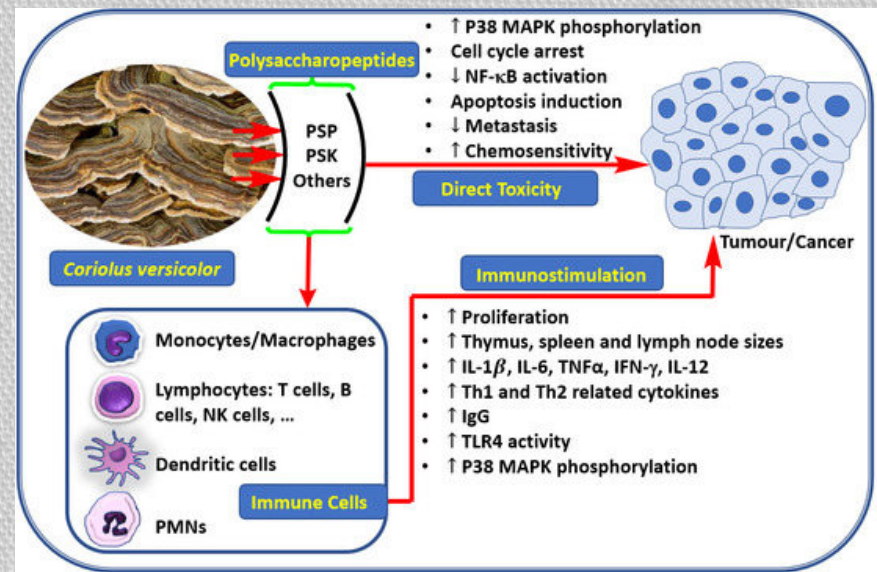 Polysaccharopeptides
PSP
PSK
Others
Coriolus versicolor
• ↑ P38 MAPK phosphorylation
• Cell cycle arrest
• ↓ NF-κB activation
• Apoptosis induction
• ↓ Metastasis
• ↑ Chemosensitivity
Direct Toxicity
Tumour/Cancer
Immunostimulation
• ↑ Proliferation
• ↑ Thymus, spleen and lymph node sizes
• ↑ IL-1β, IL-6, TNFα, IFN-γ, IL-12
• ↑ Th1 and Th2 related cytokines
• ↑ IgG
• ↑ TLR4 activity
• ↑ P38 MAPK phosphorylation
Monocytes/Macrophages
Lymphocytes: T cells, B
cells, NK cells, ...
Dendritic cells
PMNs
Immune Cells